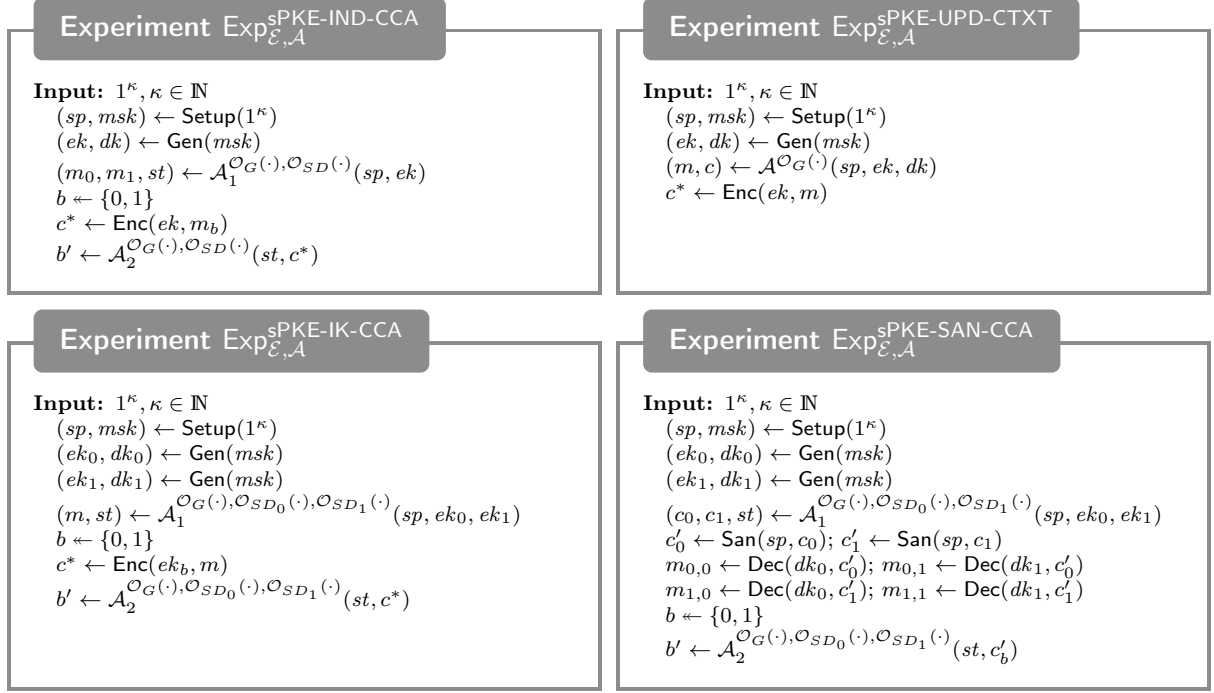 Experiment Exp^{sPKE-IND-CCA}_{ℰ,𝒜}
Input: 1^κ, κ ∈ ℕ
(sp, msk) ← Setup(1^κ)
(ek, dk) ← Gen(msk)
(m_0, m_1, st) ← 𝒜_1^{𝒪_G(·),𝒪_{SD}(·)}(sp, ek)
b ↞ {0, 1}
c^* ← Enc(ek, m_b)
b′ ← 𝒜_2^{𝒪_G(·),𝒪_{SD}(·)}(st, c^*)
Experiment Exp^{sPKE-UPD-CTXT}_{ℰ,𝒜}
Input: 1^κ, κ ∈ ℕ
(sp, msk) ← Setup(1^κ)
(ek, dk) ← Gen(msk)
(m, c) ← 𝒜^{𝒪_G(·)}(sp, ek, dk)
c^* ← Enc(ek, m)
Experiment Exp^{sPKE-IK-CCA}_{ℰ,𝒜}
Input: 1^κ, κ ∈ ℕ
(sp, msk) ← Setup(1^κ)
(ek_0, dk_0) ← Gen(msk)
(ek_1, dk_1) ← Gen(msk)
(m, st) ← 𝒜_1^{𝒪_G(·),𝒪_{SD_0}(·),𝒪_{SD_1}(·)}(sp, ek_0, ek_1)
b ↞ {0, 1}
c^* ← Enc(ek_b, m)
b′ ← 𝒜_2^{𝒪_G(·),𝒪_{SD_0}(·),𝒪_{SD_1}(·)}(st, c^*)
Experiment Exp^{sPKE-SAN-CCA}_{ℰ,𝒜}
Input: 1^κ, κ ∈ ℕ
(sp, msk) ← Setup(1^κ)
(ek_0, dk_0) ← Gen(msk)
(ek_1, dk_1) ← Gen(msk)
(c_0, c_1, st) ← 𝒜_1^{𝒪_G(·),𝒪_{SD_0}(·),𝒪_{SD_1}(·)}(sp, ek_0, ek_1)
c′_0 ← San(sp, c_0); c′_1 ← San(sp, c_1)
m_{0,0} ← Dec(dk_0, c′_0); m_{0,1} ← Dec(dk_1, c′_0)
m_{1,0} ← Dec(dk_0, c′_1); m_{1,1} ← Dec(dk_1, c′_1)
b ↞ {0, 1}
b′ ← 𝒜_2^{𝒪_G(·),𝒪_{SD_0}(·),𝒪_{SD_1}(·)}(st, c′_b)